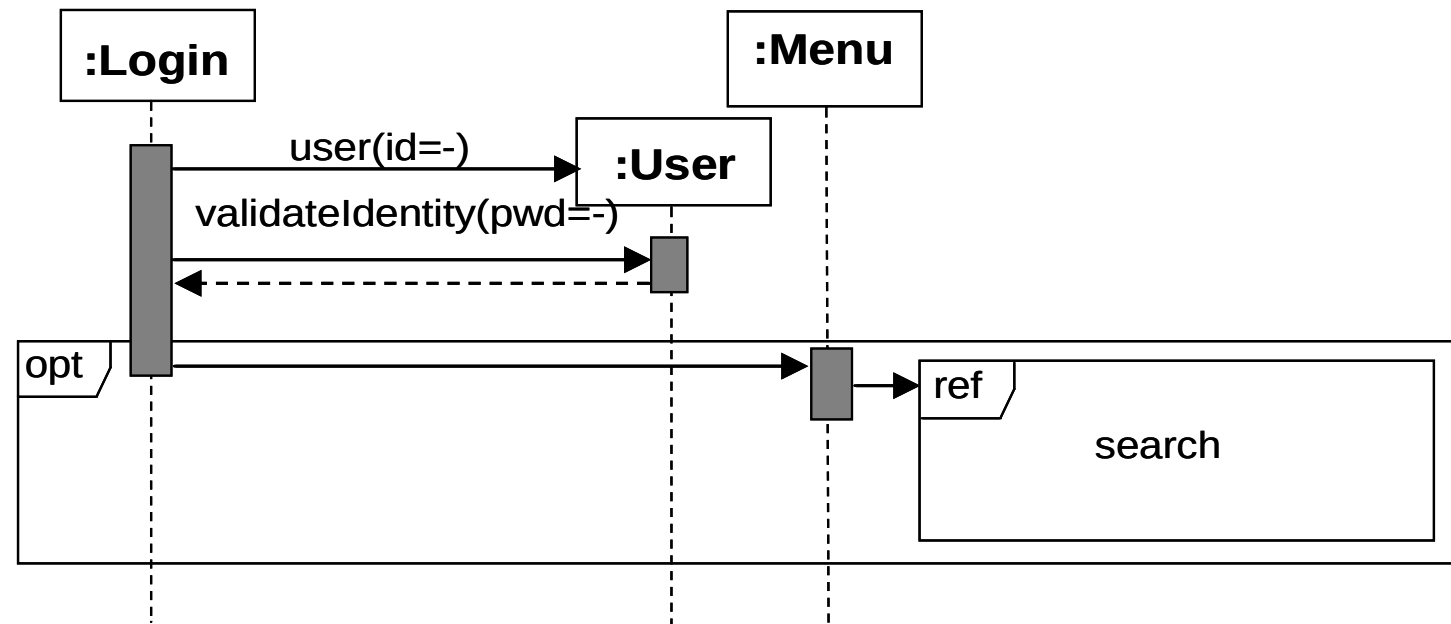 :Login
:Menu
user(id=-)
:User
validateIdentity(pwd=-)
opt
ref
search